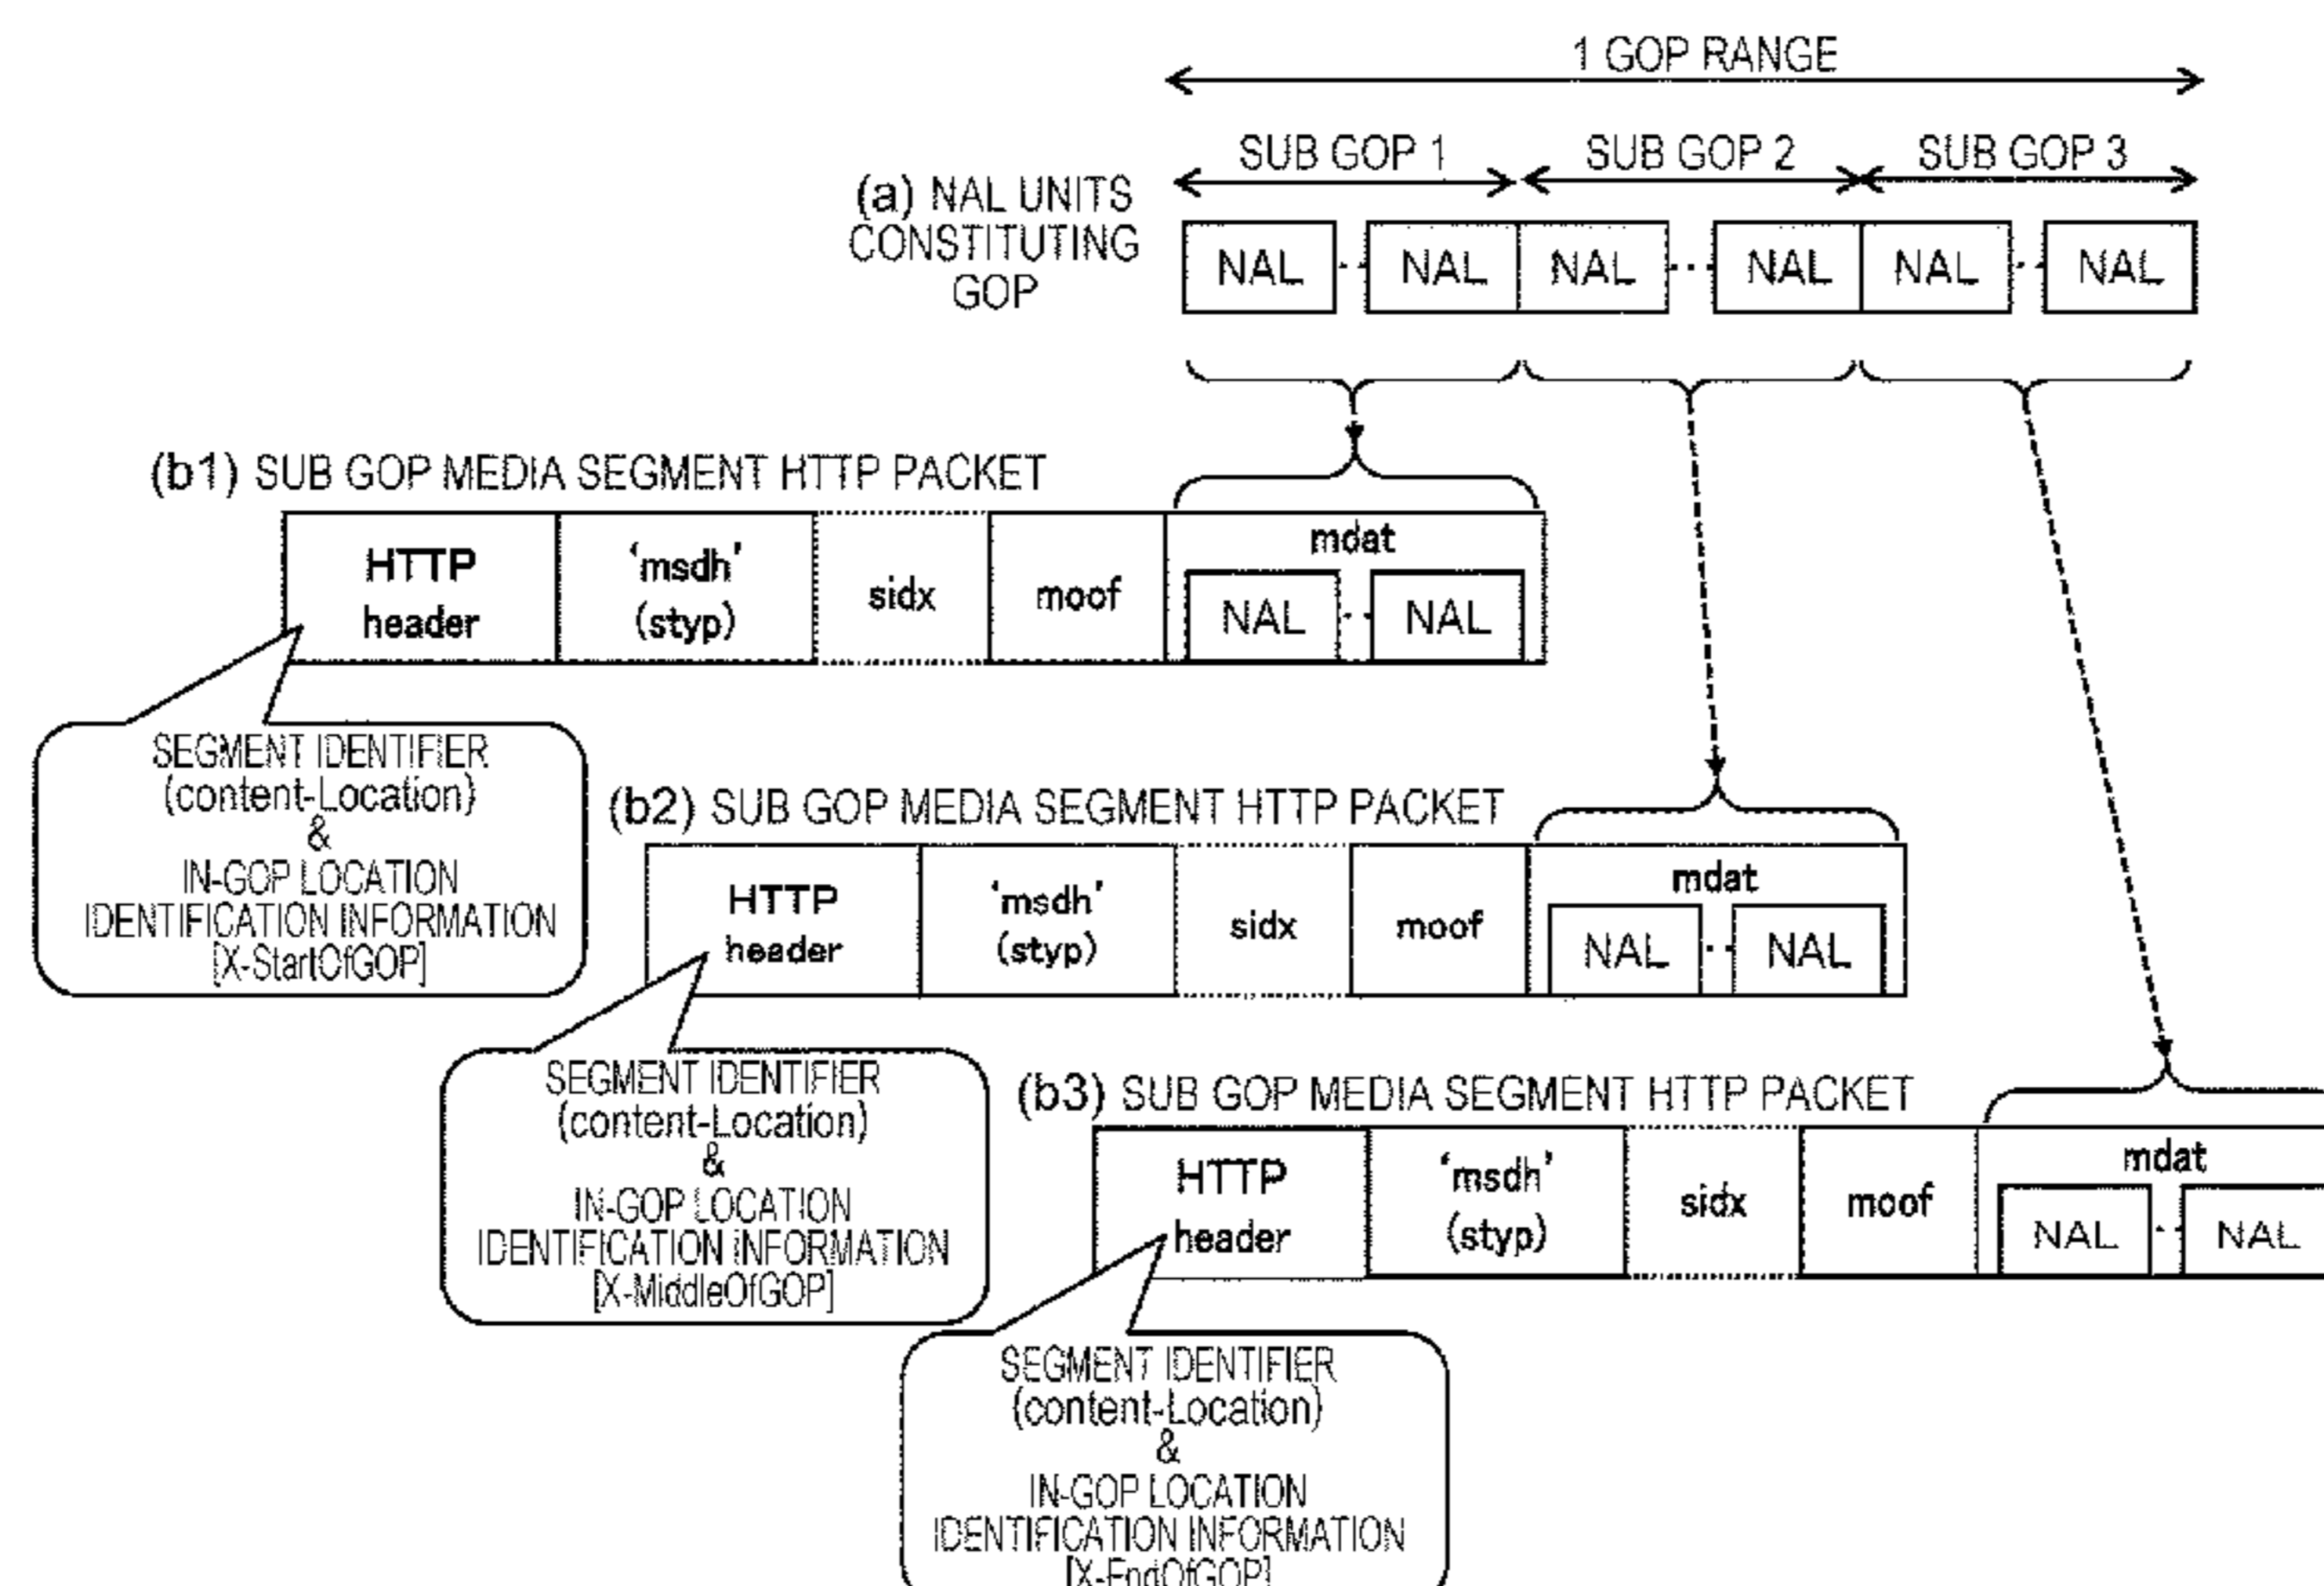 1 GOP RANGE
SUB GOP 1 SUB GOP 2 SUB GOP 3
(a) NAL UNITS
CONSTITUTING
GOP
NAL NAL NAL NAL NAL NAL
(b1) SUB GOP MEDIA SEGMENT HTTP PACKET
HTTP
header
'msdh'
(styp)
sidx
moof
mdat
NAL NAL
SEGMENT IDENTIFIER
(content-Location)
&
IN-GOP LOCATION
IDENTIFICATION INFORMATION
[X-StartOfGOP]
(b2) SUB GOP MEDIA SEGMENT HTTP PACKET
HTTP
header
'msdh'
(styp)
sidx
moof
mdat
NAL NAL
SEGMENT IDENTIFIER
(content-Location)
&
IN-GOP LOCATION
IDENTIFICATION INFORMATION
[X-MiddleOfGOP]
(b3) SUB GOP MEDIA SEGMENT HTTP PACKET
HTTP
header
'msdh'
(styp)
sidx
moof
mdat
NAL NAL
SEGMENT IDENTIFIER
(content-Location)
&
IN-GOP LOCATION
IDENTIFICATION INFORMATION
[X-EndOfGOP]